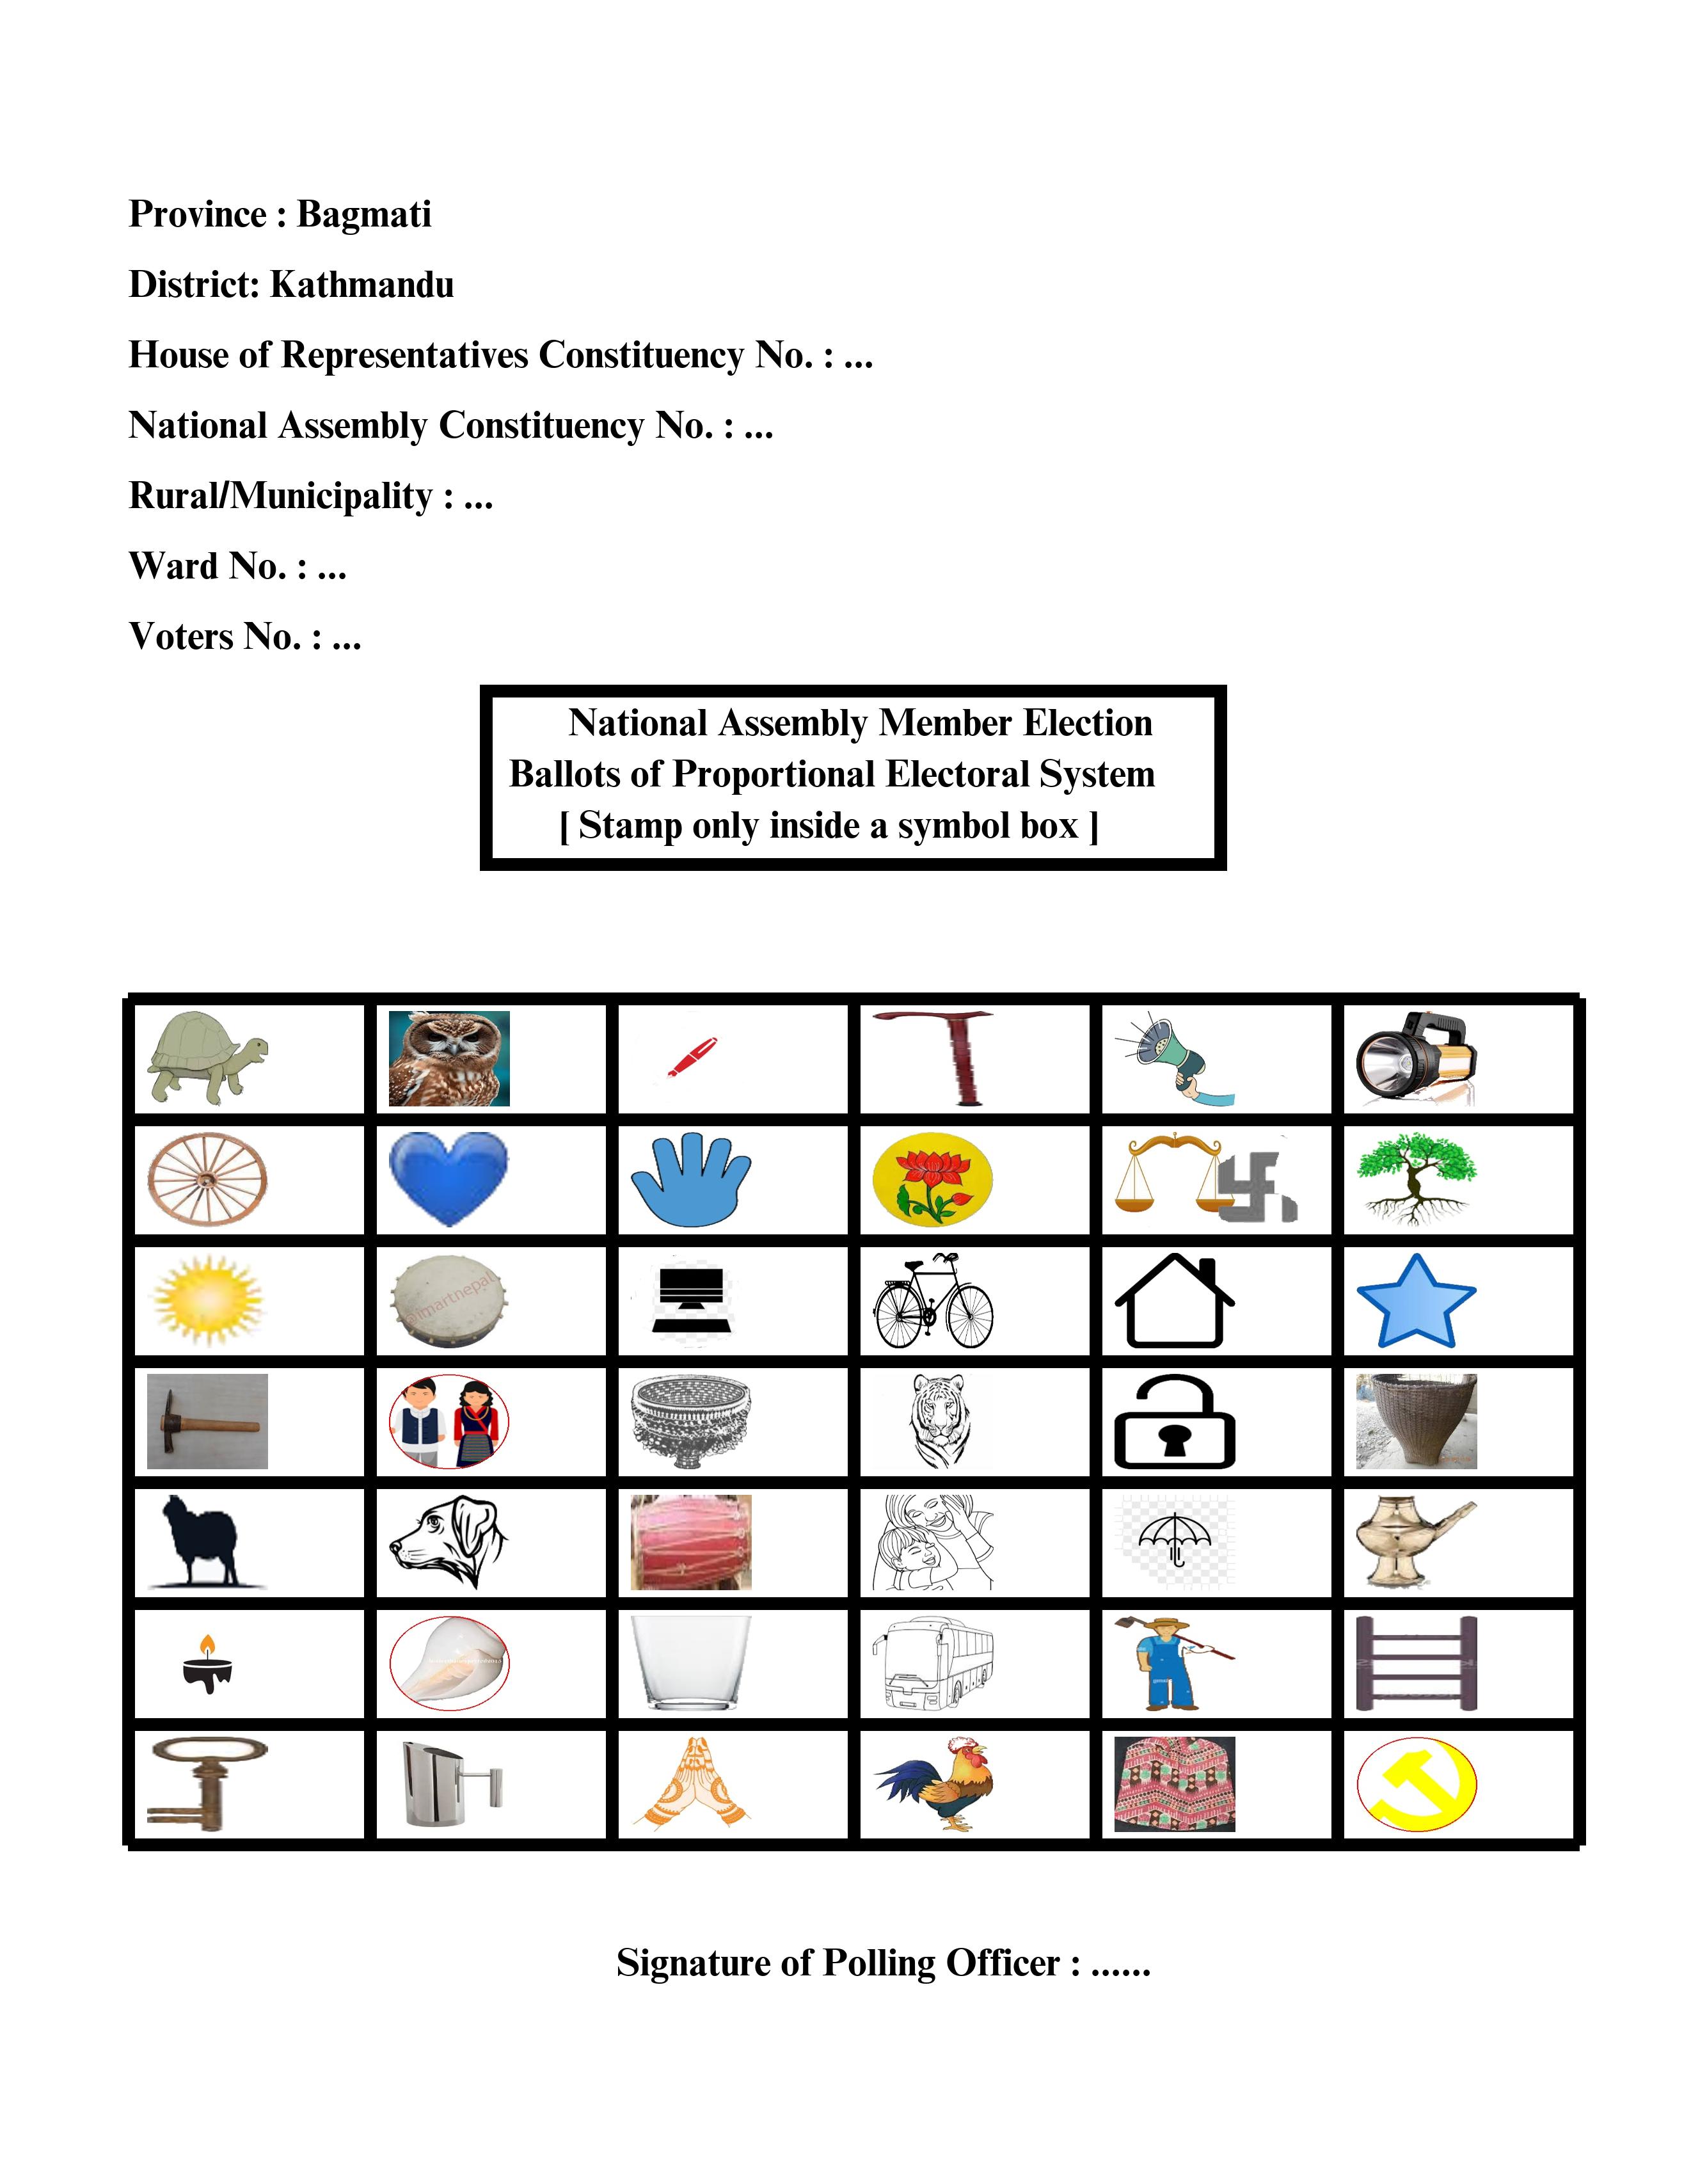 Province : Bagmati
District: Kathmandu
House of Representatives Constituency No. : ...
National Assembly Constituency No. : ...
Rural/Municipality : ...
Ward No. : ...
Voters No. : ...
National Assembly Member Election
Ballots of Proportional Electoral System
[ Stamp only inside a symbol box ]
Signature of Polling Officer : ......